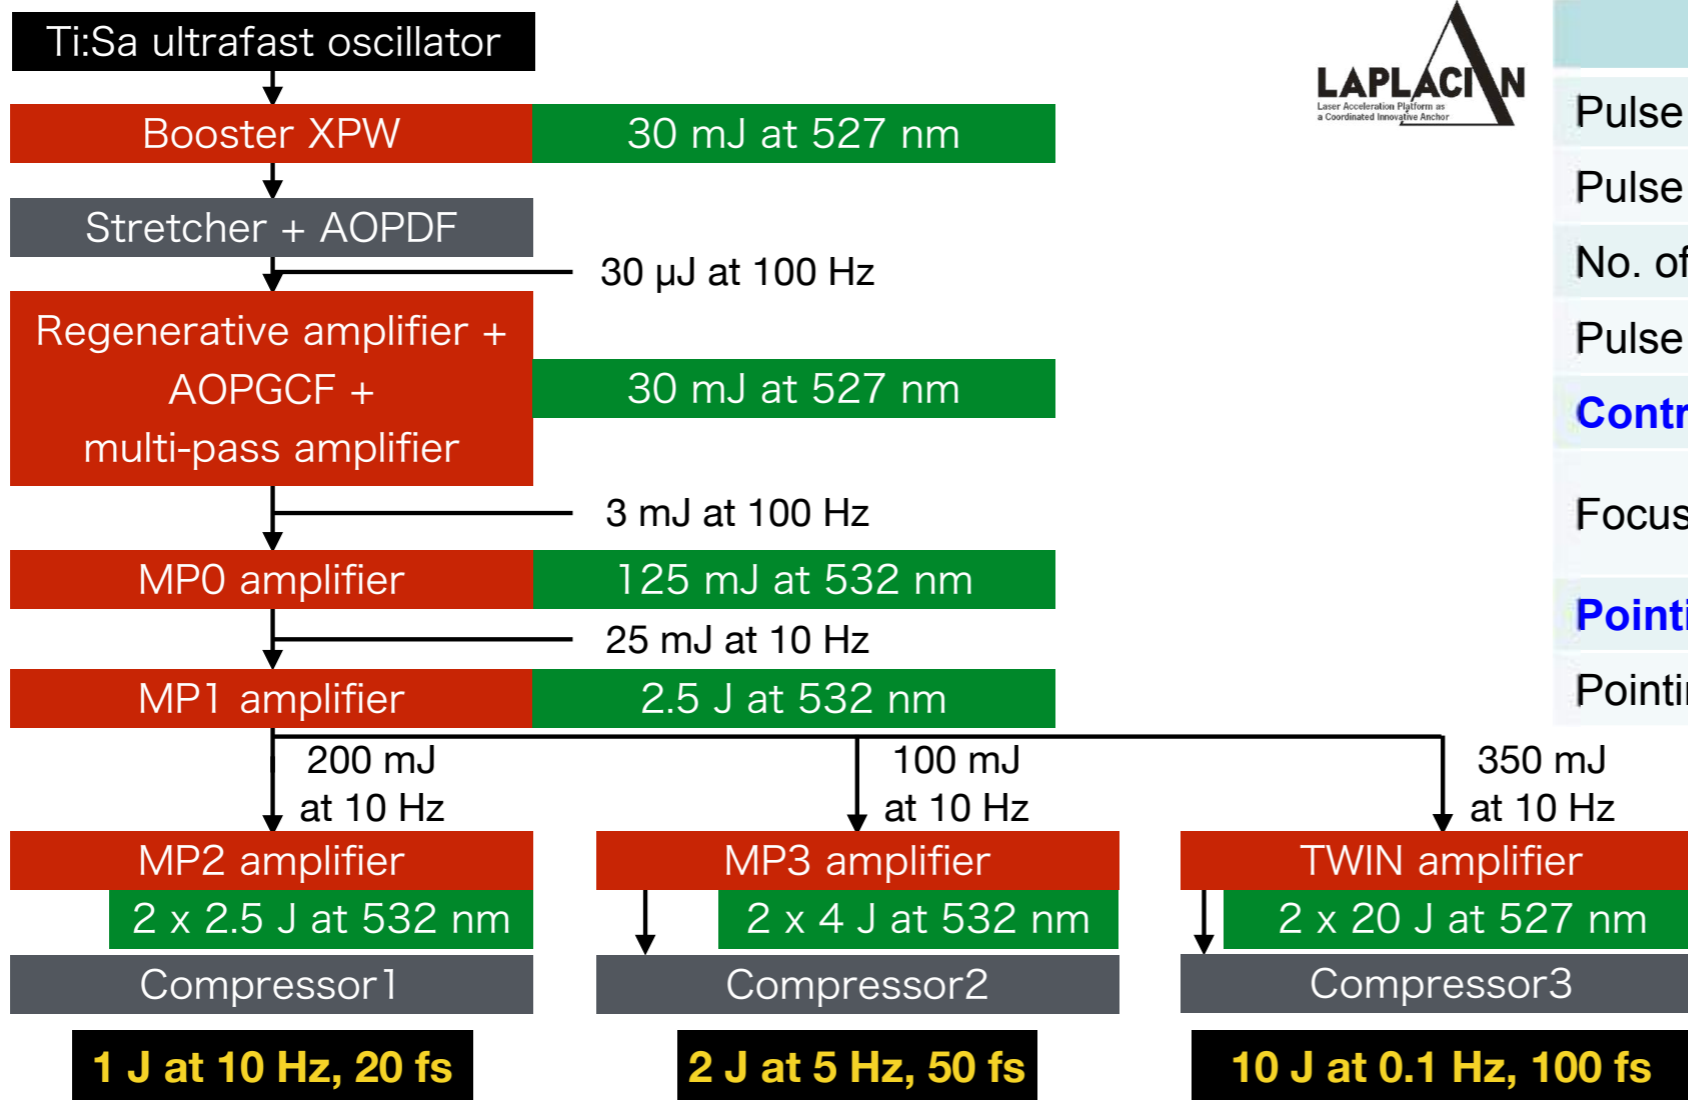 Ti:Sa ultrafast oscillator
Booster XPW
30 mJ at 527 nm
Stretcher + AOPDF
30 μJ at 100 Hz
Regenerative amplifier +
AOPGCF +
multi-pass amplifier
30 mJ at 527 nm
3 mJ at 100 Hz
MP0 amplifier
125 mJ at 532 nm
25 mJ at 10 Hz
MP1 amplifier
2.5 J at 532 nm
200 mJ
at 10 Hz
100 mJ
at 10 Hz
350 mJ
at 10 Hz
MP2 amplifier
2 x 2.5 J at 532 nm
Compressor1
1 J at 10 Hz, 20 fs
MP3 amplifier
2 x 4 J at 532 nm
Compressor2
2 J at 5 Hz, 50 fs
TWIN amplifier
2 x 20 J at 527 nm
Compressor3
10 J at 0.1 Hz, 100 fs
LAPLACIAN
Laser Acceleration Platform as
a Coordinated Innovative Anchor
Pulse
Pulse
No. of
Pulse
Contr
Focus
Pointi
Pointin